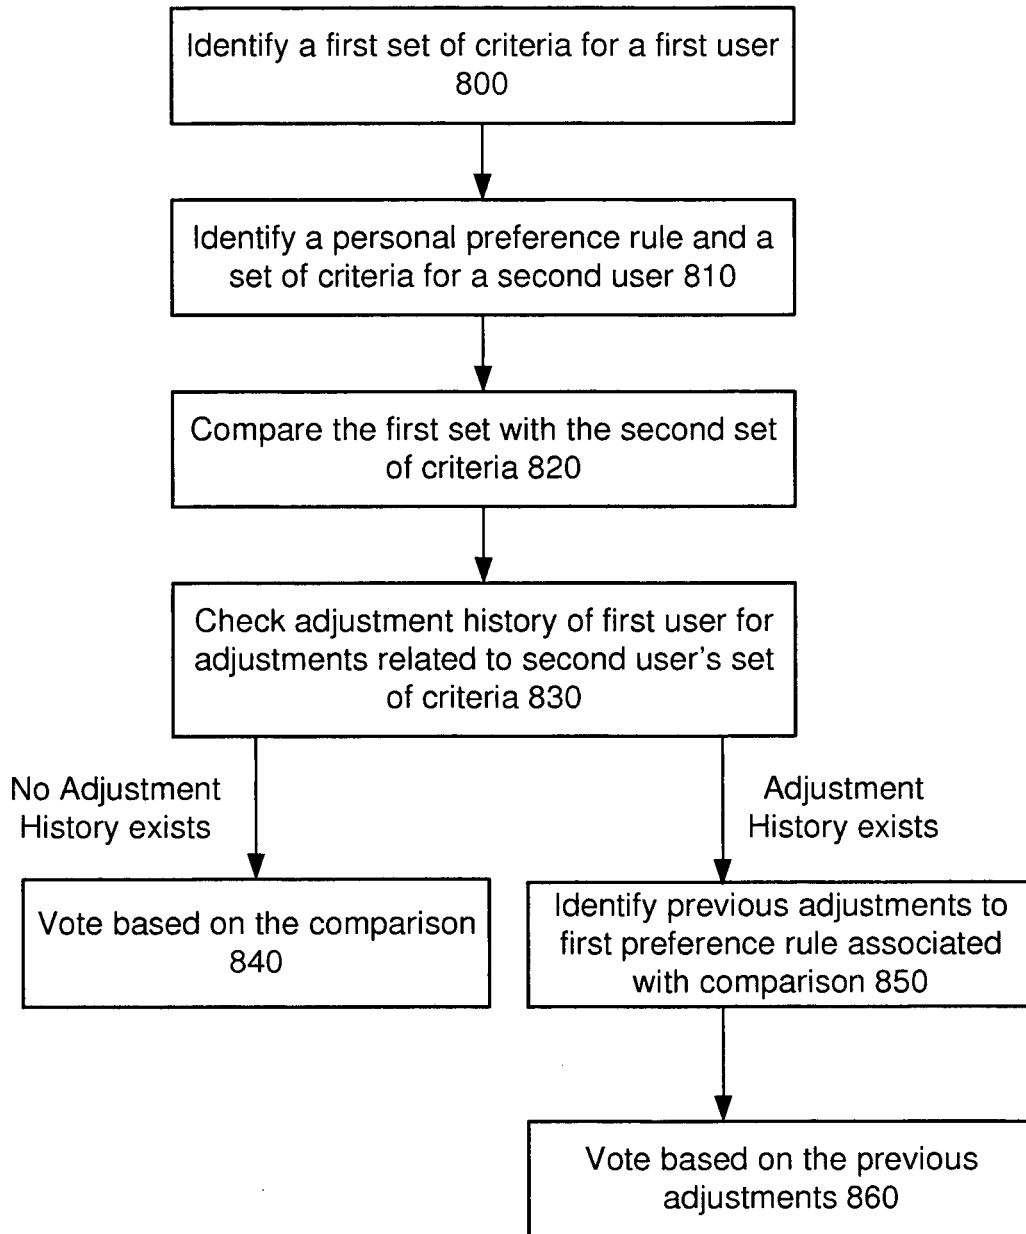 Identify a first set of criteria for a first user
800
Identify a personal preference rule and a
set of criteria for a second user 810
Compare the first set with the second set
of criteria 820
Check adjustment history of first user for
adjustments related to second user's set
of criteria 830
No Adjustment
History exists
Adjustment
History exists
Vote based on the comparison
840
Identify previous adjustments to
first preference rule associated
with comparison 850
Vote based on the previous
adjustments 860